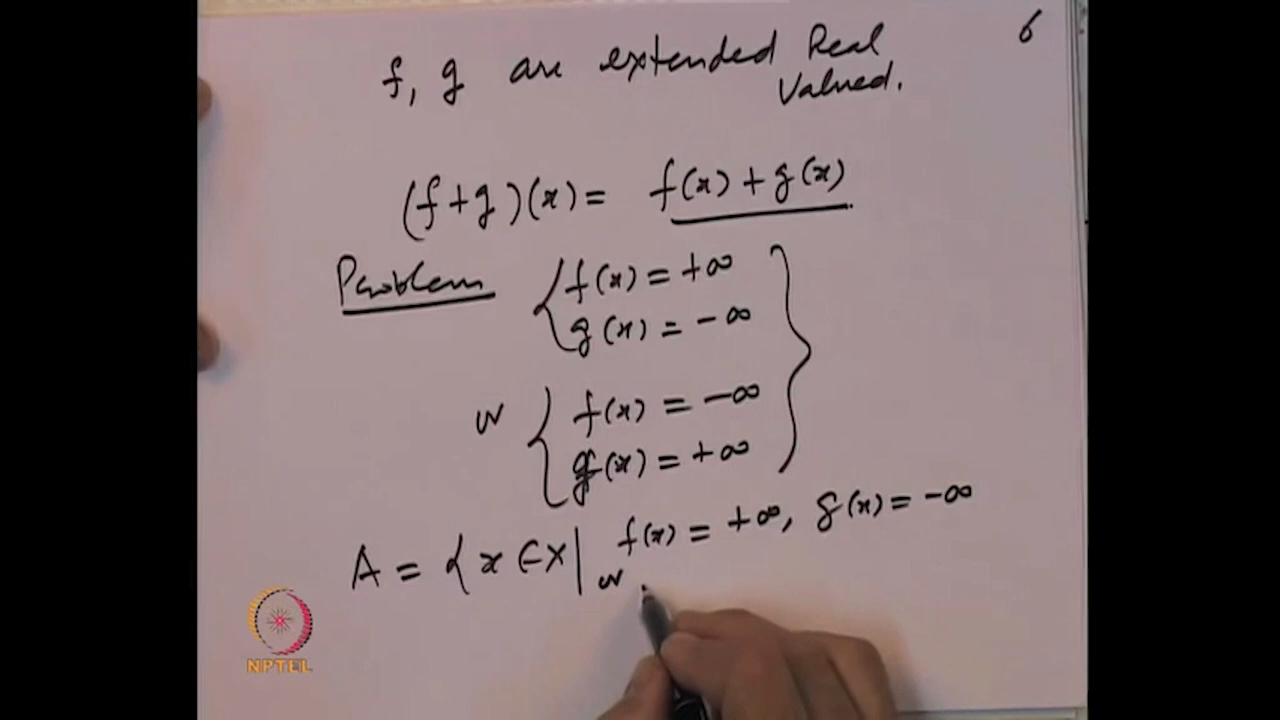 6
f, g are extended Real
Valued.
(f+g)(x) = f(x) + g(x)
Problem { f(x) = +∞
g(x) = -∞ }
or { f(x) = -∞
g(x) = +∞
A = { x ∈ X | f(x) = +∞, g(x) = -∞
or
NPTEL